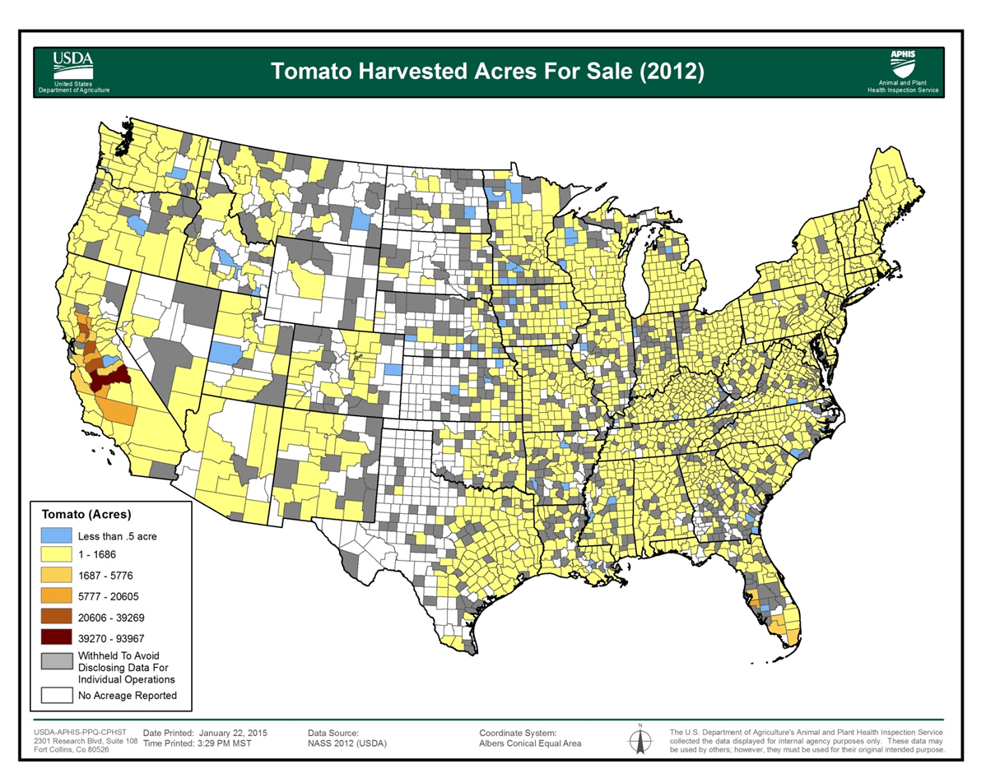 USDA
United States
Department of Agriculture
Tomato Harvested Acres For Sale (2012)
APHIS
Animal and Plant
Health Inspection Service
Tomato (Acres)
Less than .5 acre
1 - 1686
1687 - 5776
5777 - 20605
20606 - 39269
39270 - 93967
Withheld To Avoid
Disclosing Data For
Individual Operations
No Acreage Reported
USDA-APHIS-PPQ-CPHST
2301 Research Blvd, Suite 108
Fort Collins, Co 80526
Date Printed: January 22, 2015
Time Printed: 3:29 PM MST
Data Source:
NASS 2012 (USDA)
Coordinate System:
Albers Conical Equal Area
N
The U.S. Department of Agriculture's Animal and Plant Health Inspection Service
collected the data displayed for internal agency purposes only. These data may
be used by others; however, they must be used for their original intended purpose.